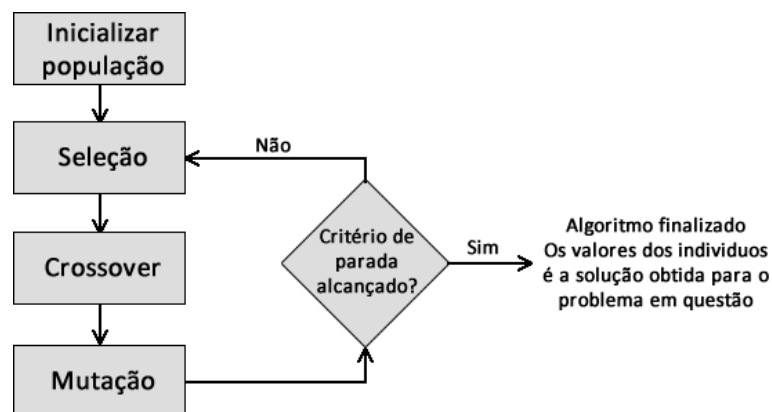 Inicializar
população
Seleção
Não
Crossover
Mutação
Critério de
parada
alcançado?
Sim
Algoritmo finalizado
Os valores dos individuos
é a solução obtida para o
problema em questão